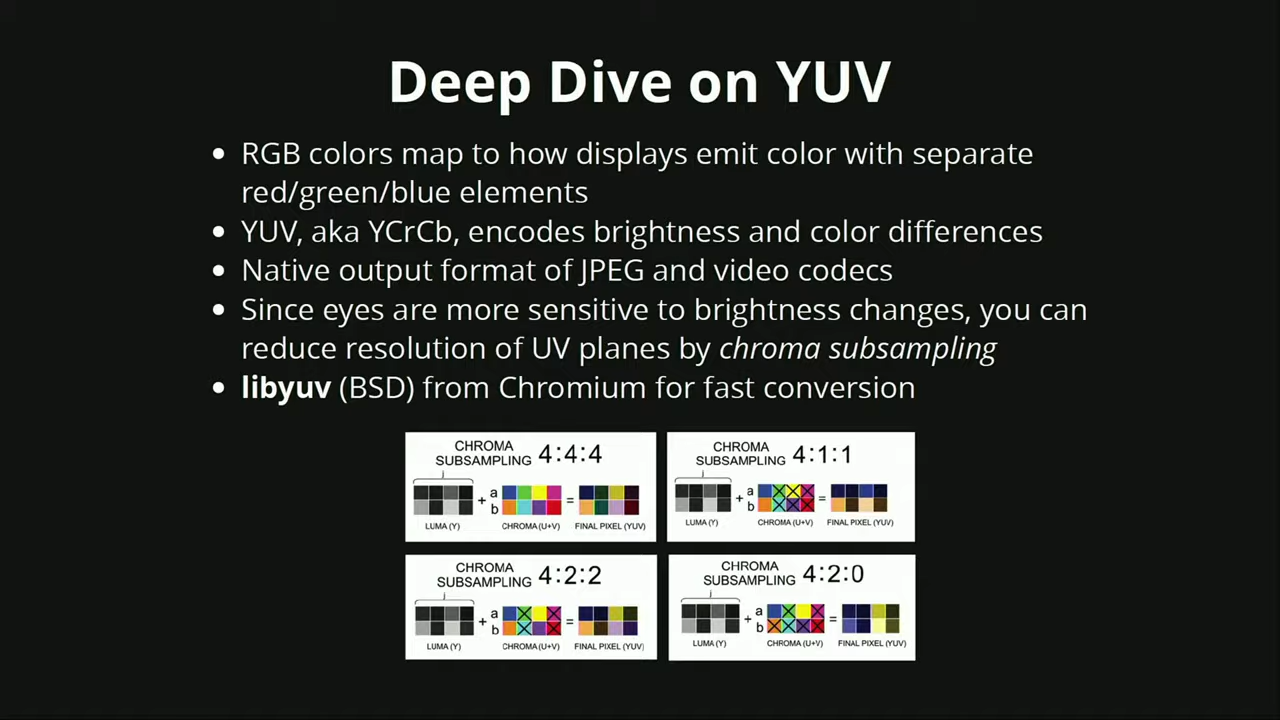 Deep Dive on YUV
RGB colors map to how displays emit color with separate
red/green/blue elements
YUV, aka YCrCb, encodes brightness and color differences
Native output format of JPEG and video codecs
Since eyes are more sensitive to brightness changes, you can
reduce resolution of UV planes by chroma subsampling
libyuv (BSD) from Chromium for fast conversion
CHROMA
SUBSAMPLING 4:4:4
+ a
b =
LUMA (Y) CHROMA (U+V) FINAL PIXEL (YUV)
CHROMA
SUBSAMPLING 4:1:1
+ a
b =
LUMA (Y) CHROMA (U+V) FINAL PIXEL (YUV)
CHROMA
SUBSAMPLING 4:2:2
+ a
b =
LUMA (Y) CHROMA (U+V) FINAL PIXEL (YUV)
CHROMA
SUBSAMPLING 4:2:0
+ a
b =
LUMA (Y) CHROMA (U+V) FINAL PIXEL (YUV)